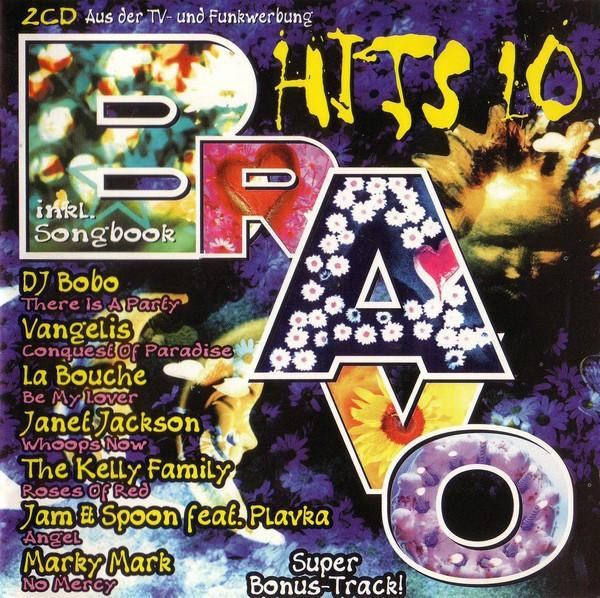 2CD Aus der TV- und Funkwerbung
HITS 10
BRAVO
inkl.
Songbook
DJ Bobo
There Is A Party
Vangelis
Conquest Of Paradise
La Bouche
Be My Lover
Janet Jackson
Whoops Now
The Kelly Family
Roses Of Red
Jam & Spoon feat. Plavka
Angel
Marky Mark
No Mercy
Super
Bonus-Track!